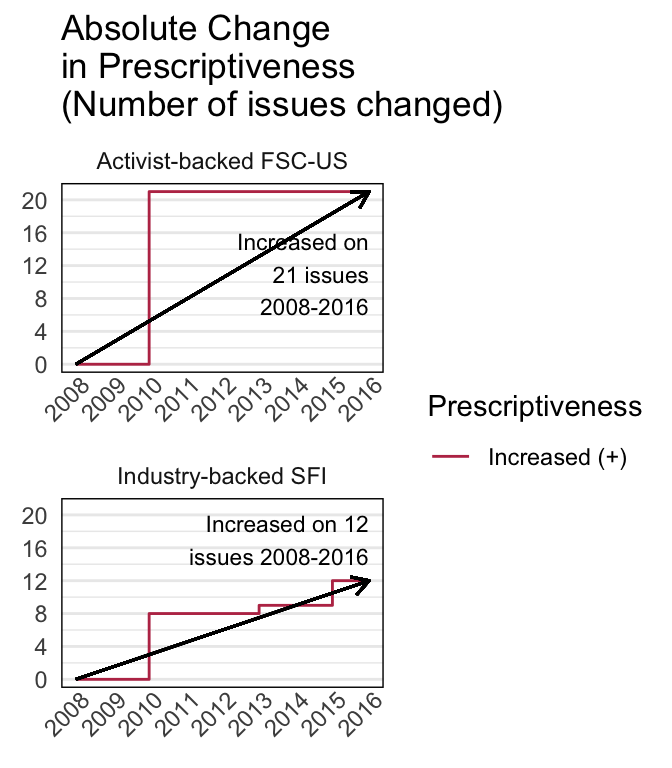 Absolute Change
in Prescriptiveness
(Number of issues changed)
Activist-backed FSC-US
20
16
12
8
4
0
Increased on
21 issues
2008-2016
2008 2009 2010 2011 2012 2013 2014 2015 2016
Prescriptiveness
Increased (+)
Industry-backed SFI
20
16
12
8
4
0
Increased on 12
issues 2008-2016
2008 2009 2010 2011 2012 2013 2014 2015 2016